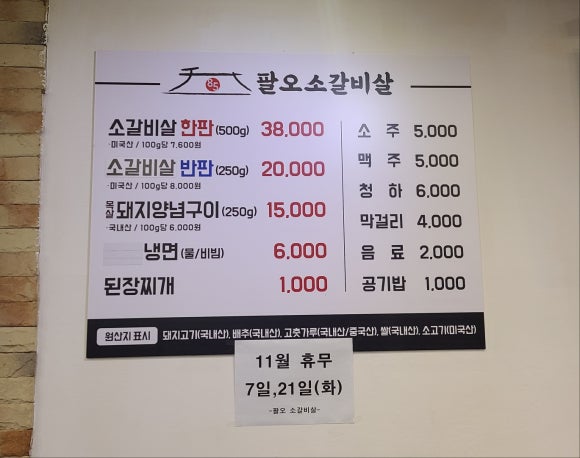 85 팔오소갈비살
소갈비살 한판(500g) 38,000
·미국산 / 100g당 7,600원
소갈비살 반판(250g) 20,000
·미국산 / 100g당 8,000원
목살 돼지양념구이(250g) 15,000
·국내산 / 100g당 6,000원
냉면(물/비빔) 6,000
된장찌개 1,000
소 주 5,000
맥 주 5,000
청 하 6,000
막걸리 4,000
음 료 2,000
공기밥 1,000
원산지 표시 돼지고기(국내산), 배추(국내산), 고춧가루(국내산/중국산), 쌀(국내산), 소고기(미국산)
11월 휴무
7일,21일(화)
-팔오 소갈비살-